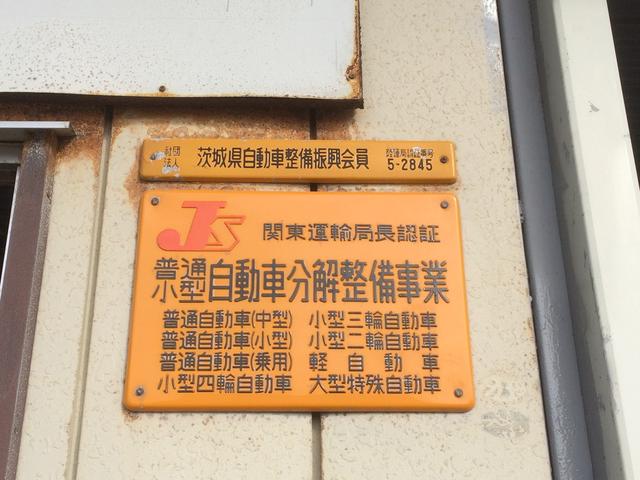 社団法人 茨城県自動車整備振興会員 陸運局認証番号 5-2845
JS 関東運輸局長認証
普通小型自動車分解整備事業
普通自動車(中型) 小型三輪自動車
普通自動車(小型) 小型二輪自動車
普通自動車(乗用) 軽自動車
小型四輪自動車 大型特殊自動車